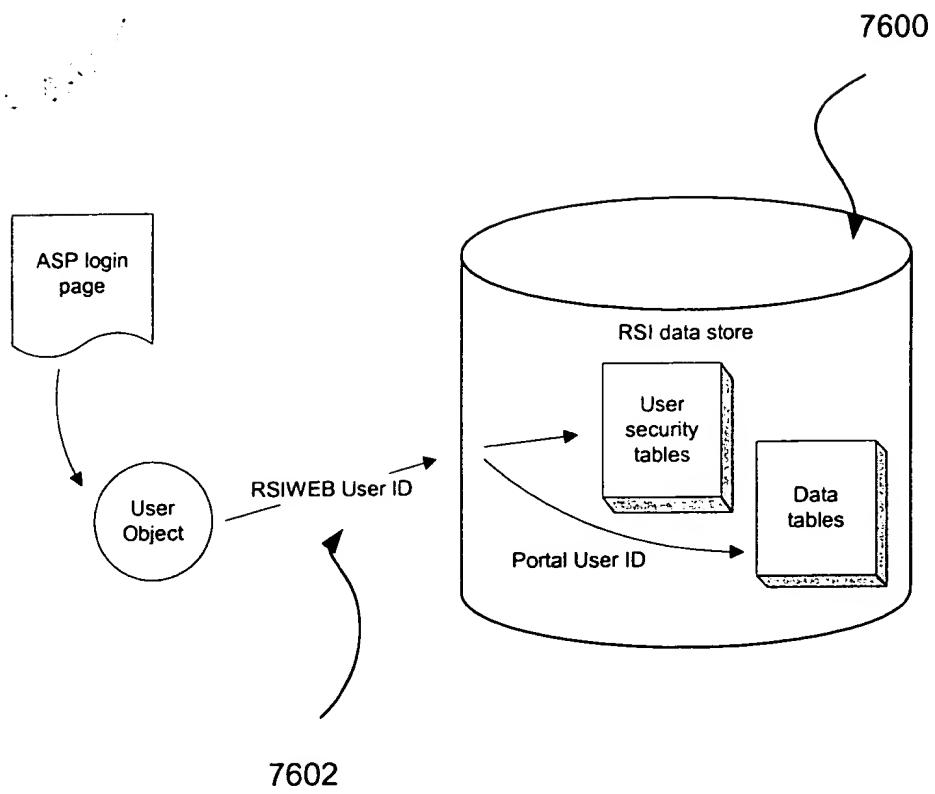 7600
ASP login
page
RSI data store
User
security
tables
RSIWEB User ID
User
Object
Data
tables
Portal User ID
7602